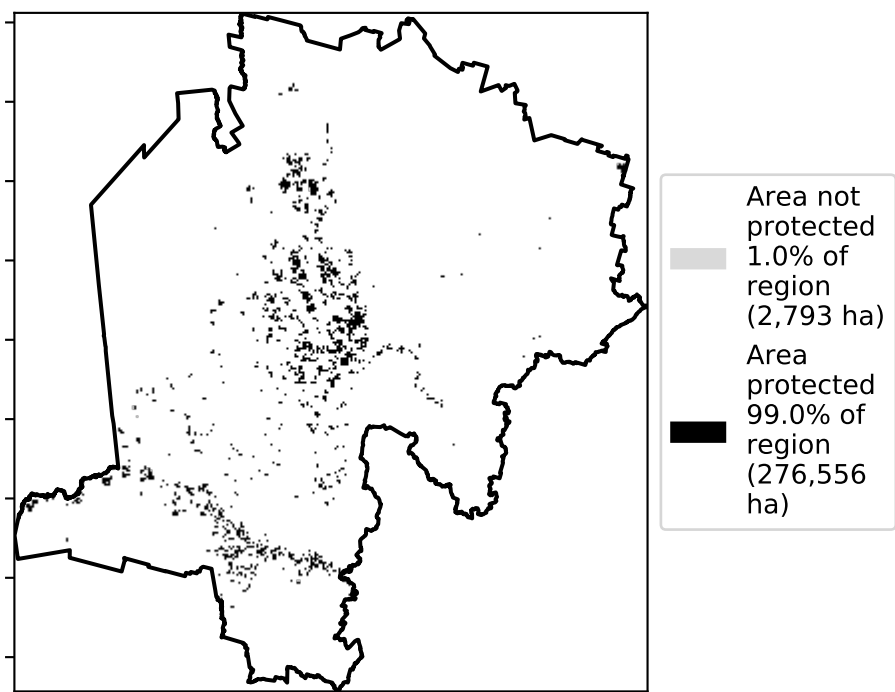 Area not
protected
1.0% of
region
(2,793 ha)
Area
protected
99.0% of
region
(276,556
ha)